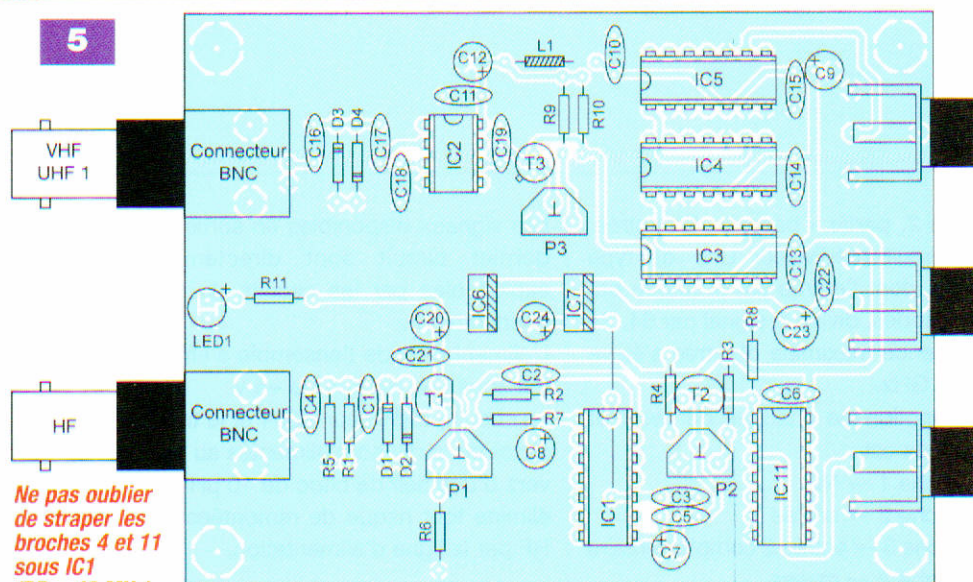 5
C12
L1
C10
IC5
C15
C9
C11
D3
D4
C16
C17
C18
IC2
C19
R9
R10
T3
IC4
C14
P3
IC3
C13
C22
VHF
UHF 1
Connecteur
BNC
R11
LED1
C20
IC6
C24
IC7
C23
R8
C21
C2
R2
R7
C8
T1
R3
R4
T2
C6
HF
Connecteur
BNC
C4
R5
R1
C1
D1
D2
P1
R6
IC1
P2
C3
C5
C7
IC11
Ne pas oublier
de straper les
broches 4 et 11
sous IC1